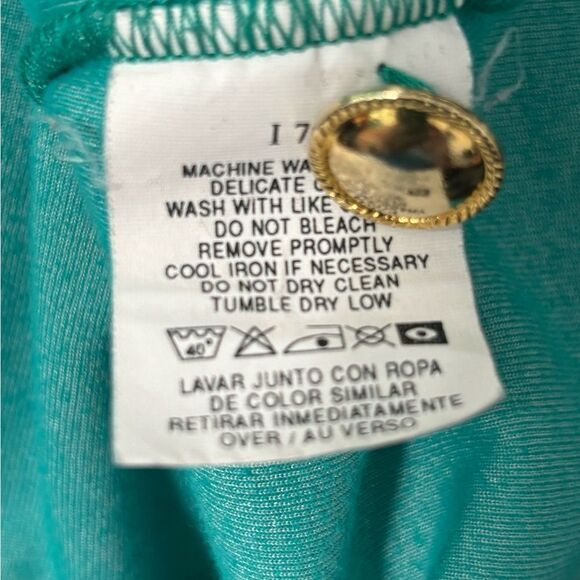 I 7
MACHINE
DELICATE
WASH WITH LIKE
DO NOT BLEACH
REMOVE PROMPTLY
COOL IRON IF NECESSARY
DO NOT DRY CLEAN
TUMBLE DRY LOW
40°
LAVAR JUNTO CON ROPA
DE COLOR SIMILAR
RETIRAR INMEDIATAMENTE
OVER / AU VERSO